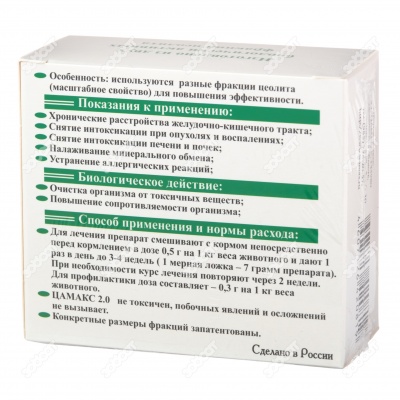 Особенность: используются разные фракции цеолита
(масштабное свойство) для повышения эффективности.
Показания к применению:
Хронические расстройства желудочно-кишечного тракта;
Снятие интоксикации при опухолях и воспалениях;
Снятие интоксикации печени и почек;
Налаживание минерального обмена;
Устранение аллергических реакций;
Биологическое действие:
Очистка организма от токсичных веществ;
Повышение сопротивляемости организма;
Способ применения и нормы расхода:
Для лечения препарат смешивают с кормом непосредственно
перед кормлением в дозе 0,5 г на 1 кг веса животного и дают 1
раз в день до 3-4 недель ( 1 мерная ложка – 7 грамм препарата).
При необходимости курс лечения повторяют через 2 недели.
Для профилактики доза составляет – 0,3 г на 1 кг веса
животного.
ЦАМАКС 2.0 не токсичен, побочных явлений и осложнений
не вызывает.
Конкретные размеры фракций запатентованы.
Сделано в России